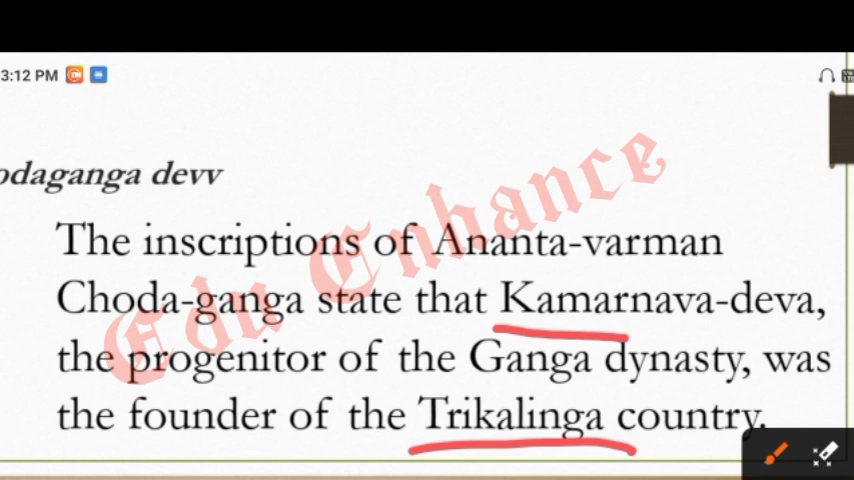 3:12 PM
odaganga devv
Edu Enhance
The inscriptions of Ananta-varman
Choda-ganga state that Kamarnava-deva,
the progenitor of the Ganga dynasty, was
the founder of the Trikalinga country.